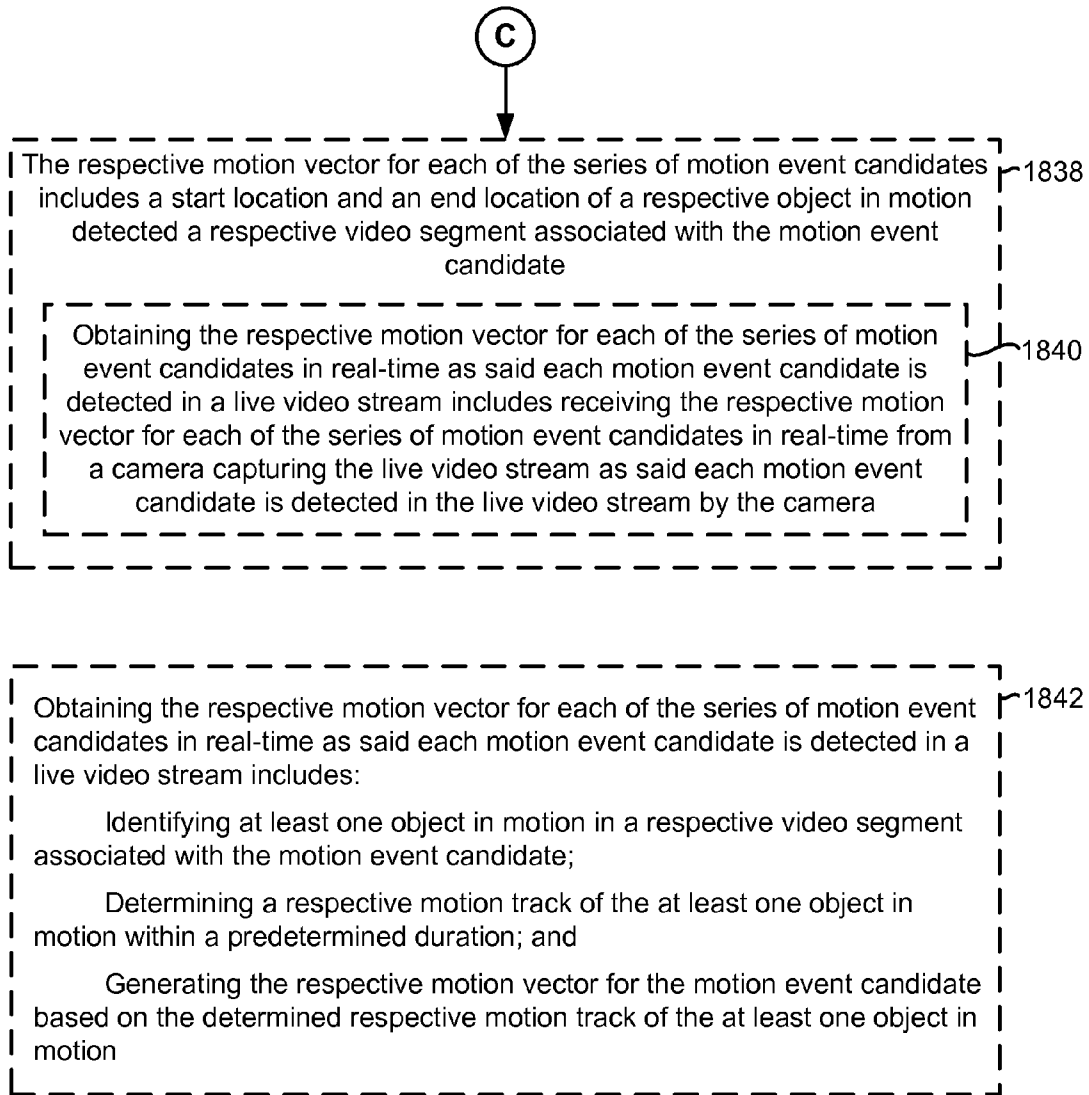 C
The respective motion vector for each of the series of motion event candidates
includes a start location and an end location of a respective object in motion
detected a respective video segment associated with the motion event
candidate
1838
Obtaining the respective motion vector for each of the series of motion
event candidates in real-time as said each motion event candidate is
detected in a live video stream includes receiving the respective motion
vector for each of the series of motion event candidates in real-time from
a camera capturing the live video stream as said each motion event
candidate is detected in the live video stream by the camera
1840
Obtaining the respective motion vector for each of the series of motion event
candidates in real-time as said each motion event candidate is detected in a
live video stream includes:
Identifying at least one object in motion in a respective video segment
associated with the motion event candidate;
Determining a respective motion track of the at least one object in
motion within a predetermined duration; and
Generating the respective motion vector for the motion event candidate
based on the determined respective motion track of the at least one object in
motion
1842